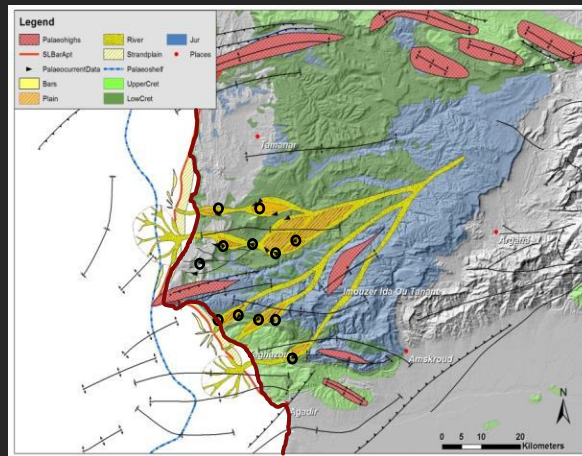 Legend
Palaeohighs
River
Jur
SLBarApt
Strandplain
Places
PalaeocurrentData
Palaeoshelf
Bars
UpperCret
Plain
LowCret
Tamanar
Argana
Imouzer Ida Ou Tanane
Amskroud
Agadir
N
0 5 10 20
Kilometers